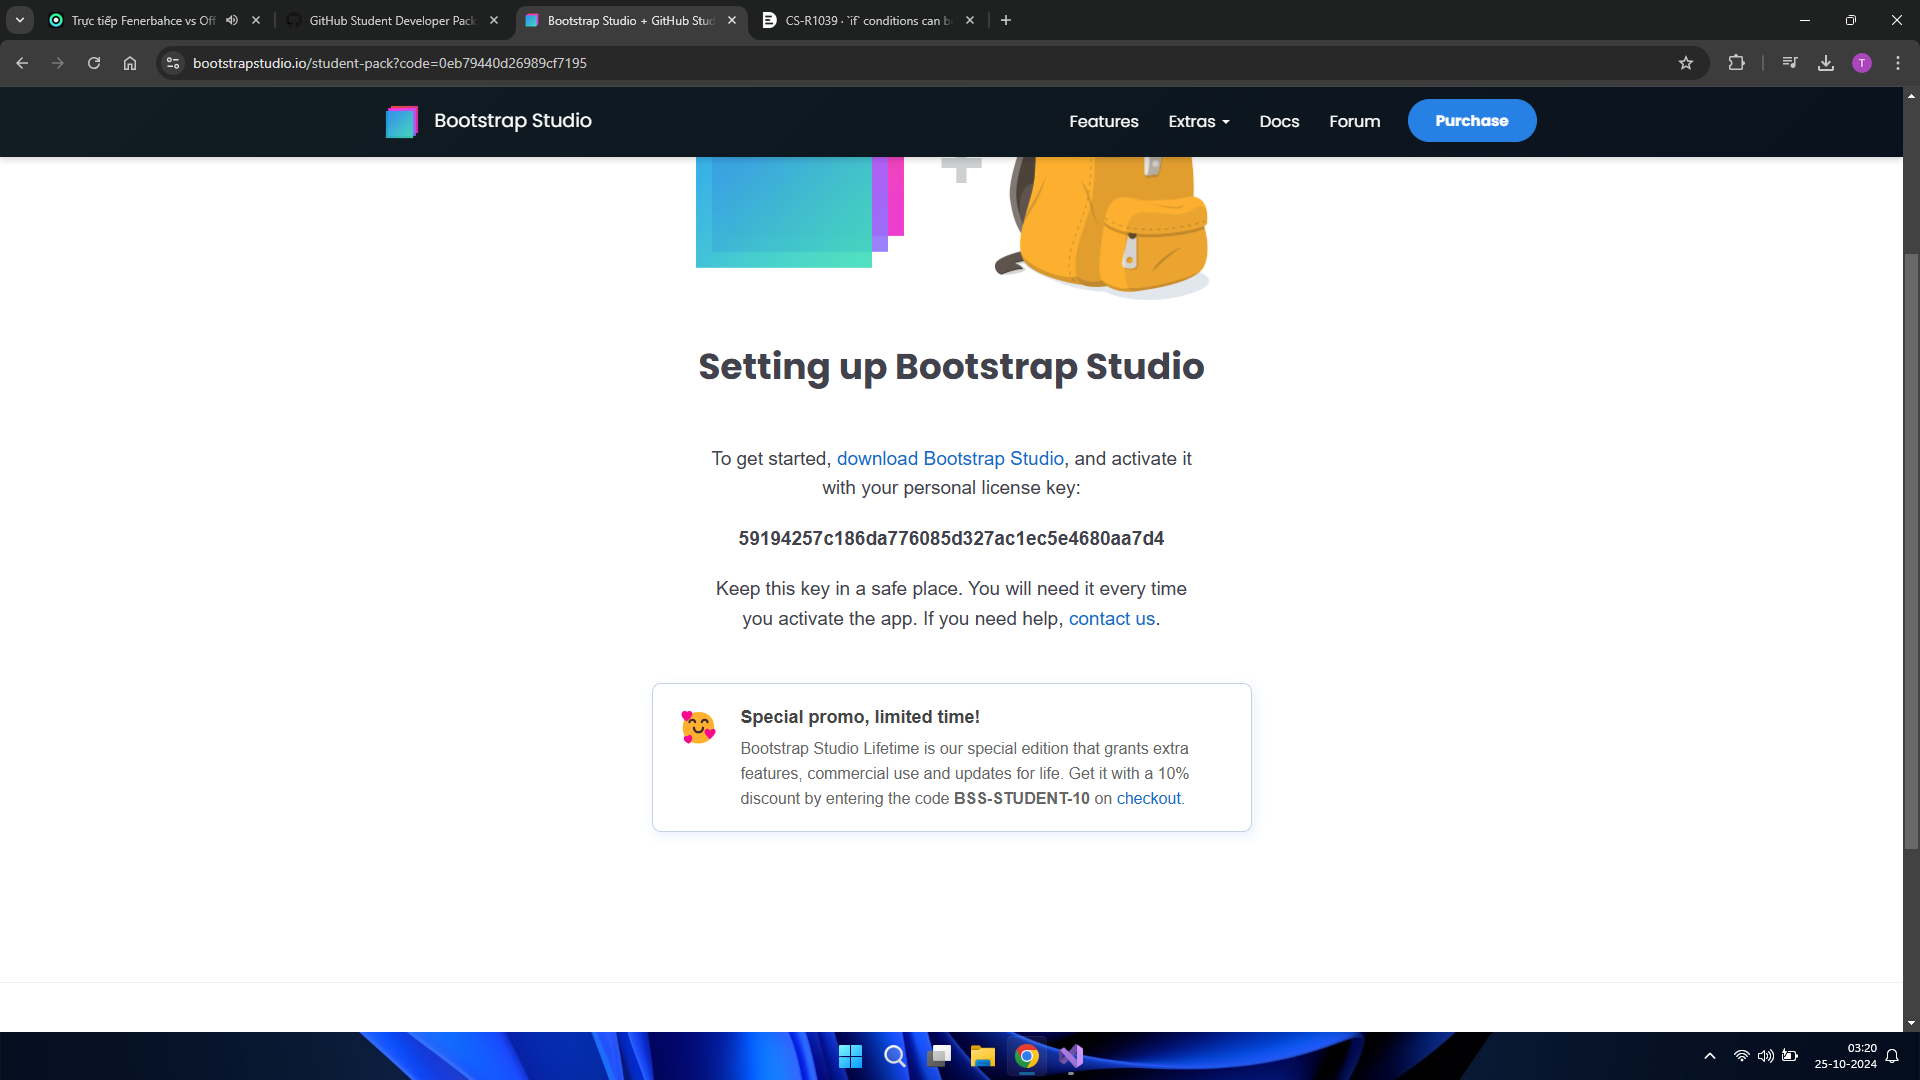 Trực tiếp Fenerbahce vs Off
GitHub Student Developer Pack
Bootstrap Studio + GitHub Stud
CS-R1039 · `if` conditions can be
bootstrapstudio.io/student-pack?code=0eb79440d26989cf7195
T
Bootstrap Studio
Features
Extras
Docs
Forum
Purchase
Setting up Bootstrap Studio
To get started, download Bootstrap Studio, and activate it
with your personal license key:
59194257c186da776085d327ac1ec5e4680aa7d4
Keep this key in a safe place. You will need it every time
you activate the app. If you need help, contact us.
Special promo, limited time!
Bootstrap Studio Lifetime is our special edition that grants extra
features, commercial use and updates for life. Get it with a 10%
discount by entering the code BSS-STUDENT-10 on checkout.
03:20
25-10-2024